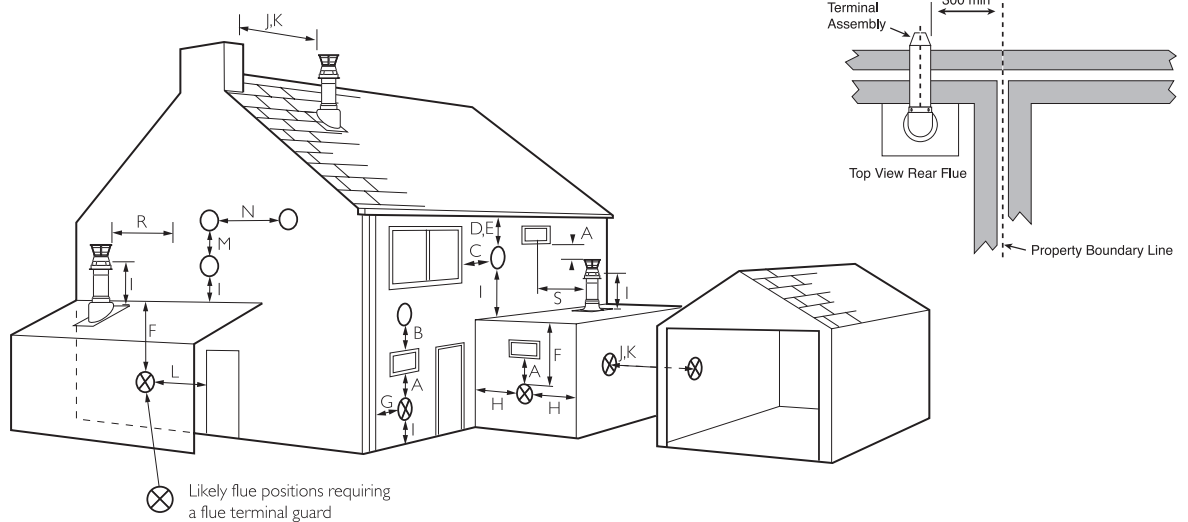 J,K
Terminal
Assembly
300 min
Top View Rear Flue
Property Boundary Line
R
N
M
I
I
D,E
A
C
I
S
I
F
L
B
A
G
I
F
A
H
H
J,K
Likely flue positions requiring
a flue terminal guard